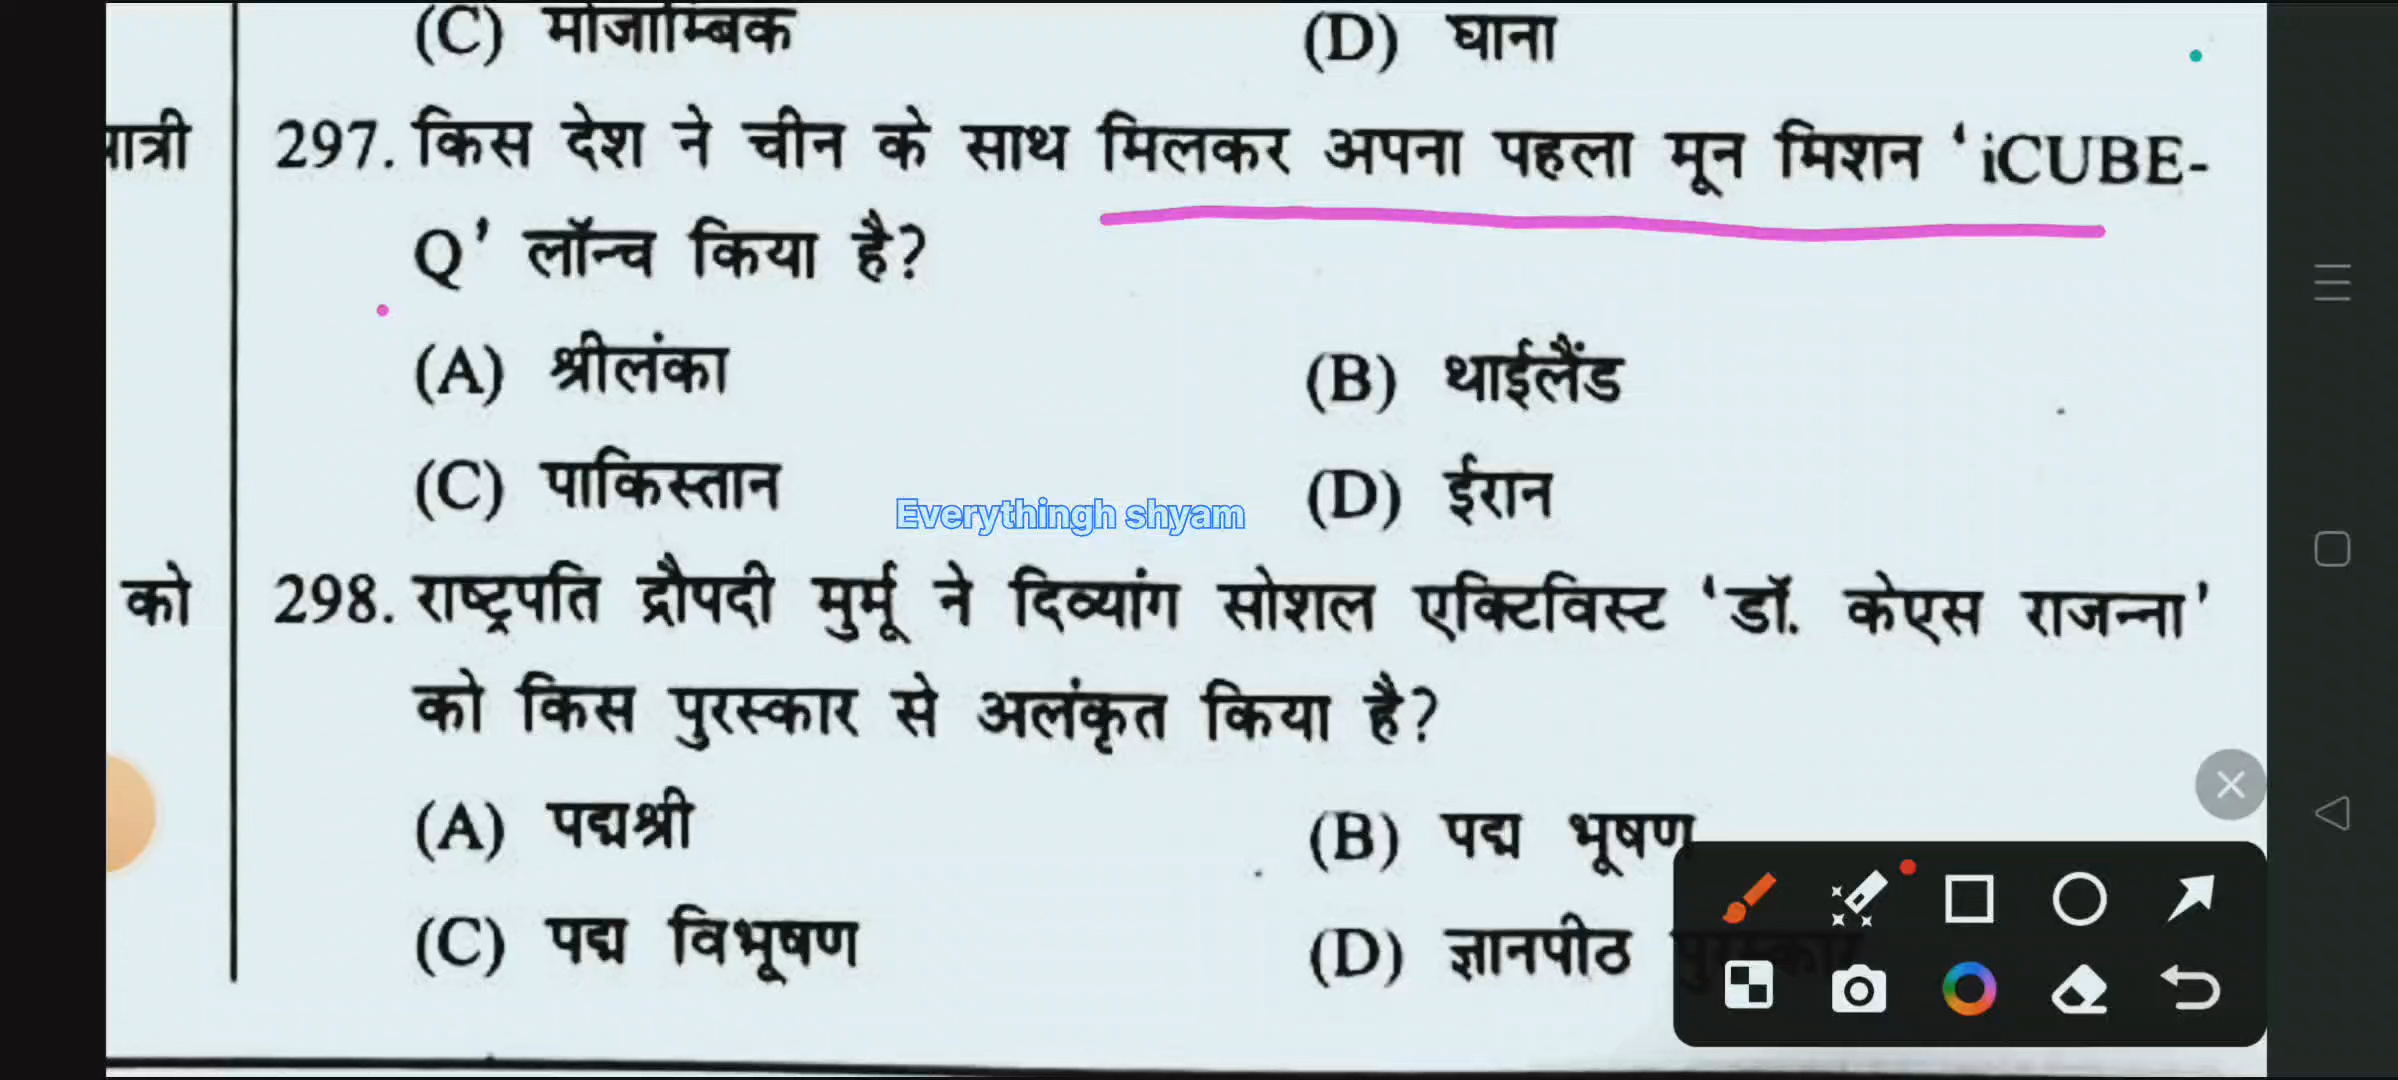 (C) मोजाम्बिक (D) घाना
297. किस देश ने चीन के साथ मिलकर अपना पहला मून मिशन ‘iCUBE-
Q’ लॉन्च किया है?
(A) श्रीलंका (B) थाईलैंड
(C) पाकिस्तान (D) ईरान
Everythingh shyam
को 298. राष्ट्रपति द्रौपदी मुर्मू ने दिव्यांग सोशल एक्टिविस्ट ‘डॉ. केएस राजन्ना’
को किस पुरस्कार से अलंकृत किया है?
(A) पद्मश्री (B) पद्म भूषण
(C) पद्म विभूषण (D) ज्ञानपीठ पुरस्कार